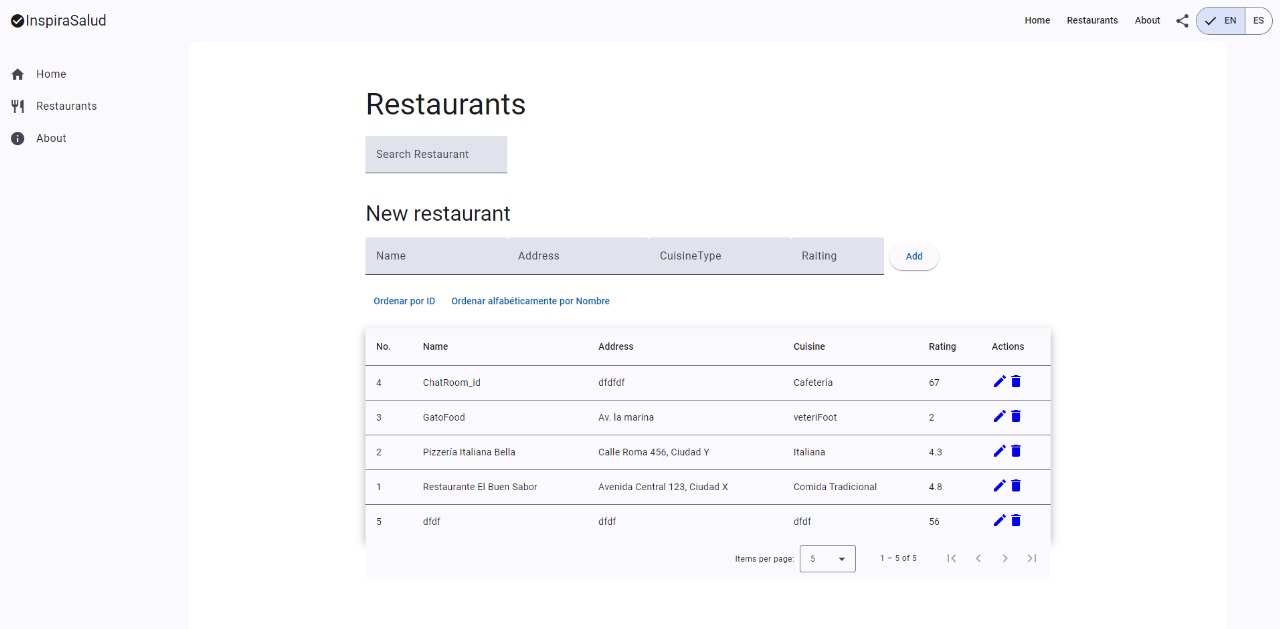 InspiraSalud
Home Restaurants About EN ES
Home
Restaurants
About
Restaurants
Search Restaurant
New restaurant
Name Address CuisineType Raiting Add
Ordenar por ID Ordenar alfabéticamente por Nombre
No. Name Address Cuisine Rating Actions
4 ChatRoom_id dfdfdf Cafetería 67
3 GatoFood Av. la marina veteriFoot 2
2 Pizzería Italiana Bella Calle Roma 456, Ciudad Y Italiana 4.3
1 Restaurante El Buen Sabor Avenida Central 123, Ciudad X Comida Tradicional 4.8
5 dfdf dfdf dfdf 56
Items per page: 5 1 – 5 of 5